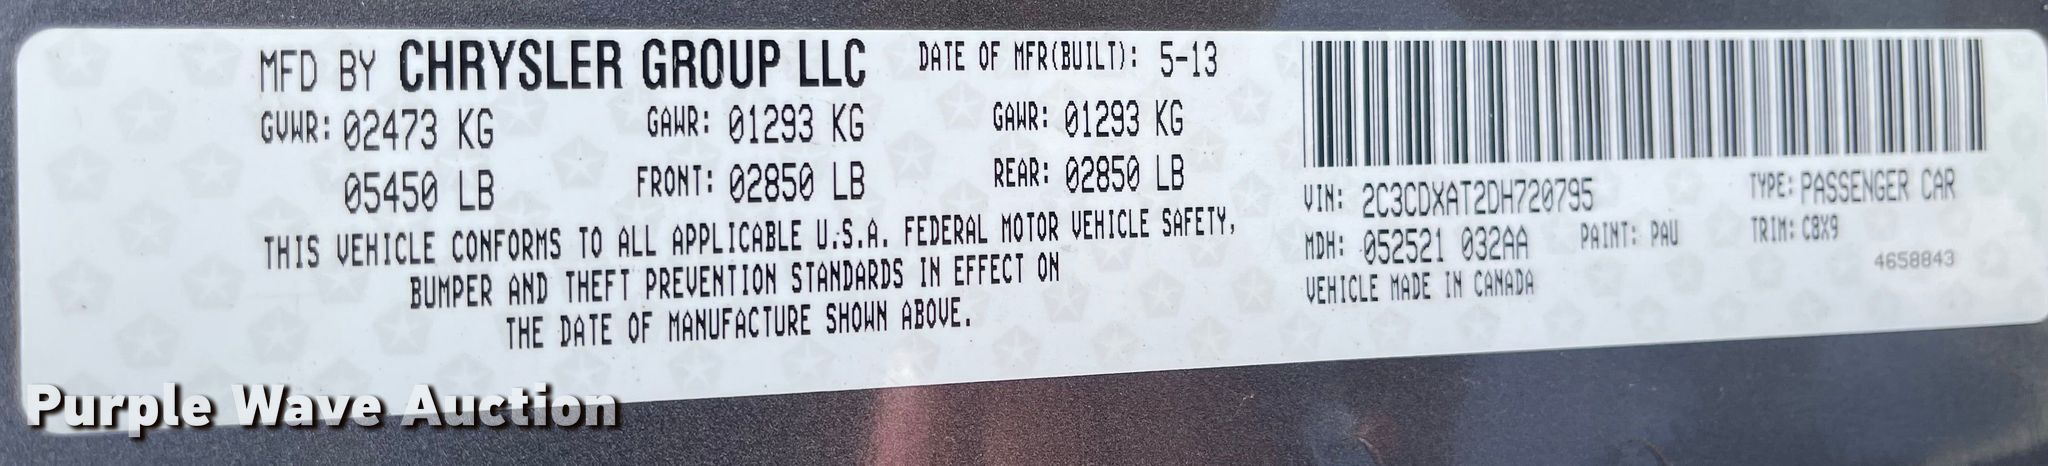 MFD BY CHRYSLER GROUP LLC DATE OF MFR(BUILT): 5-13
GVWR: 02473 KG GAWR: 01293 KG GAWR: 01293 KG
05450 LB FRONT: 02850 LB REAR: 02850 LB
THIS VEHICLE CONFORMS TO ALL APPLICABLE U.S.A. FEDERAL MOTOR VEHICLE SAFETY,
BUMPER AND THEFT PREVENTION STANDARDS IN EFFECT ON
THE DATE OF MANUFACTURE SHOWN ABOVE.
VIN: 2C3CDXAT2DH720795 TYPE: PASSENGER CAR
MDH: 052521 032AA PAINT: PAU TRIM: C8X9
VEHICLE MADE IN CANADA 4658843
Purple Wave Auction